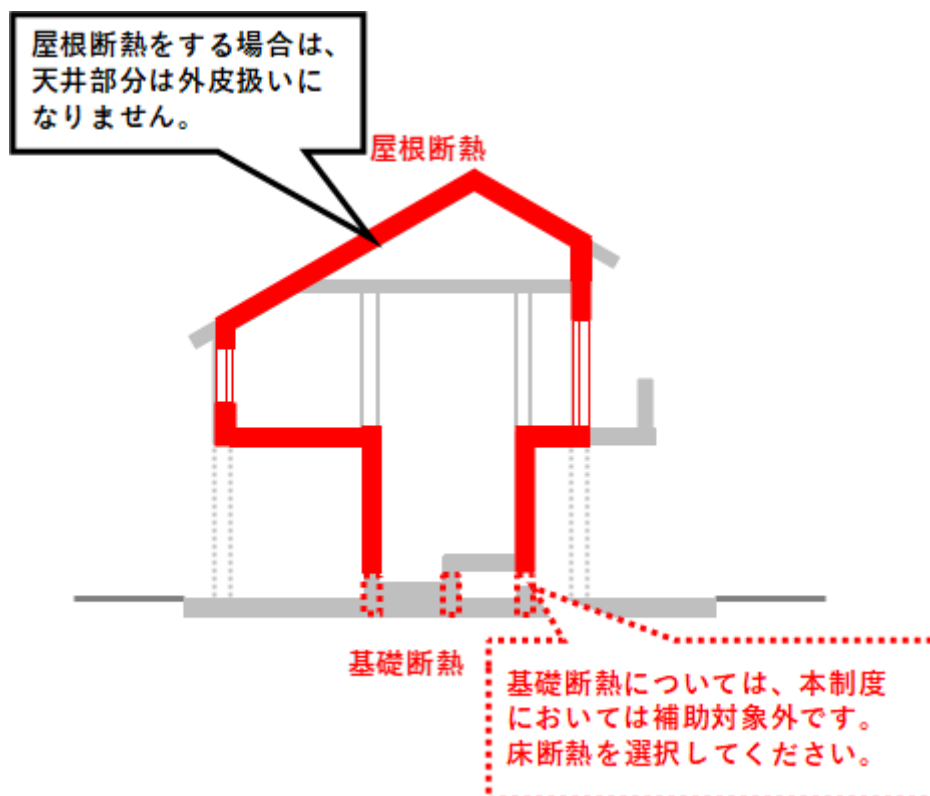 屋根断熱をする場合は、
天井部分は外皮扱いに
なりません。
屋根断熱
基礎断熱
基礎断熱については、本制度
においては補助対象外です。
床断熱を選択してください。